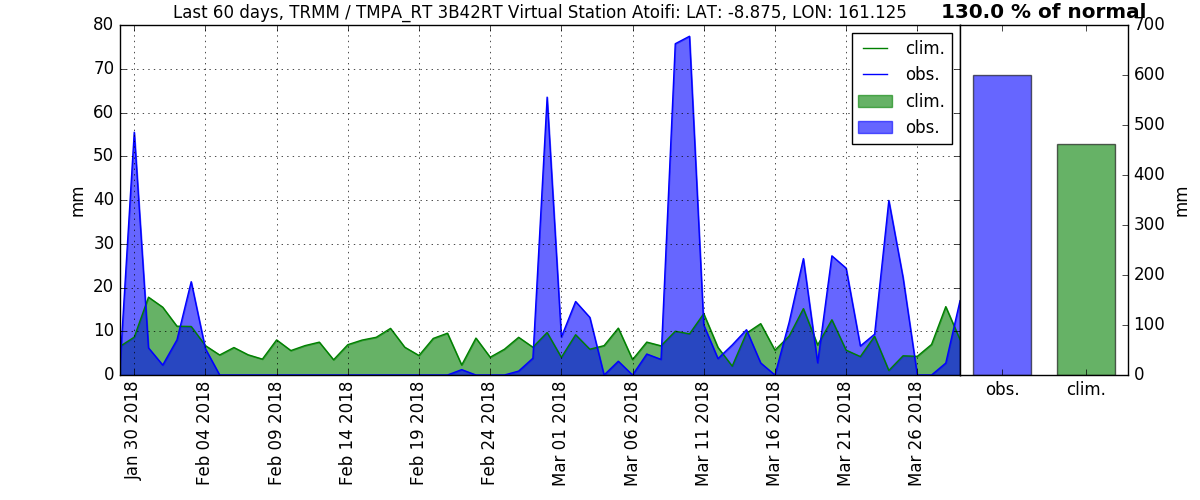 Last 60 days, TRMM / TMPA_RT 3B42RT Virtual Station Atoifi: LAT: -8.875, LON: 161.125
130.0 % of normal
80
70
60
50
40
30
20
10
0
mm
clim.
obs.
clim.
obs.
700
600
500
400
300
200
100
0
mm
obs.
clim.
Jan 30 2018
Feb 04 2018
Feb 09 2018
Feb 14 2018
Feb 19 2018
Feb 24 2018
Mar 01 2018
Mar 06 2018
Mar 11 2018
Mar 16 2018
Mar 21 2018
Mar 26 2018